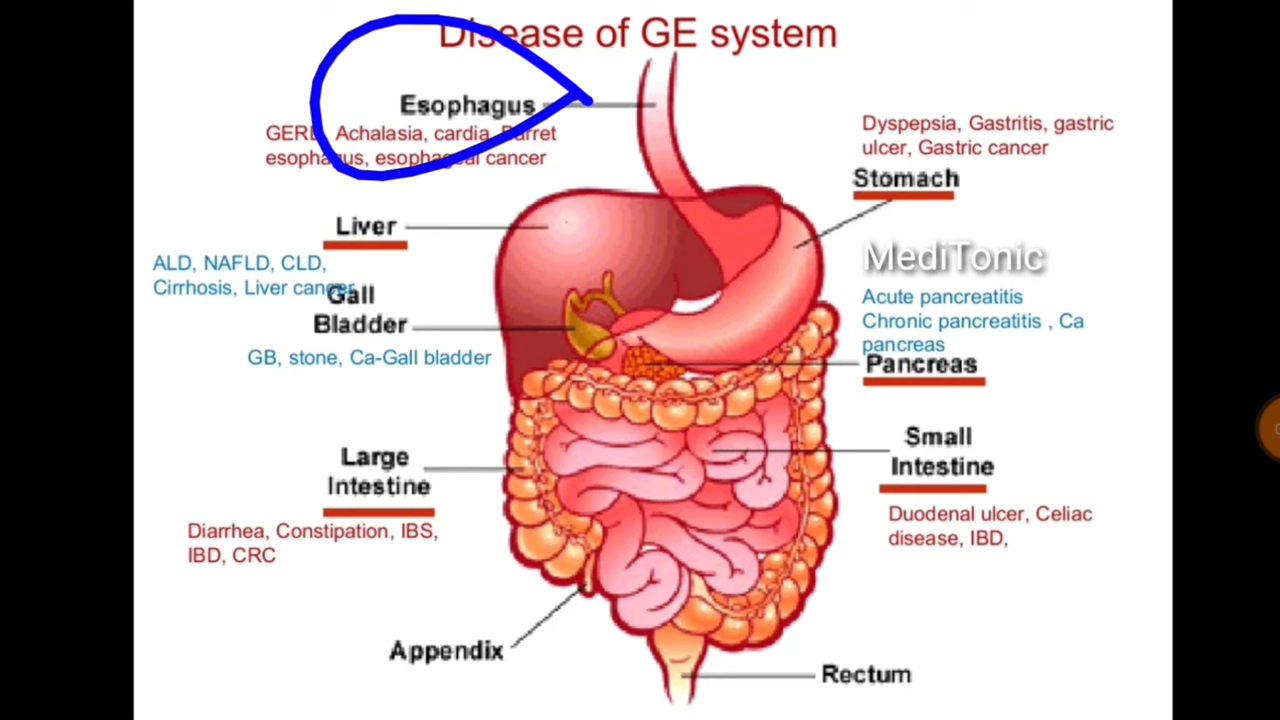 Disease of GE system
Esophagus
GERD, Achalasia, cardia, Barret
esophagus, esophageal cancer
Dyspepsia, Gastritis, gastric
ulcer, Gastric cancer
Stomach
Liver
ALD, NAFLD, CLD,
Cirrhosis, Liver cancer
Gall
Bladder
GB, stone, Ca-Gall bladder
MediTonic
Acute pancreatitis
Chronic pancreatitis , Ca
pancreas
Pancreas
Large
Intestine
Diarrhea, Constipation, IBS,
IBD, CRC
Small
Intestine
Duodenal ulcer, Celiac
disease, IBD,
Appendix
Rectum